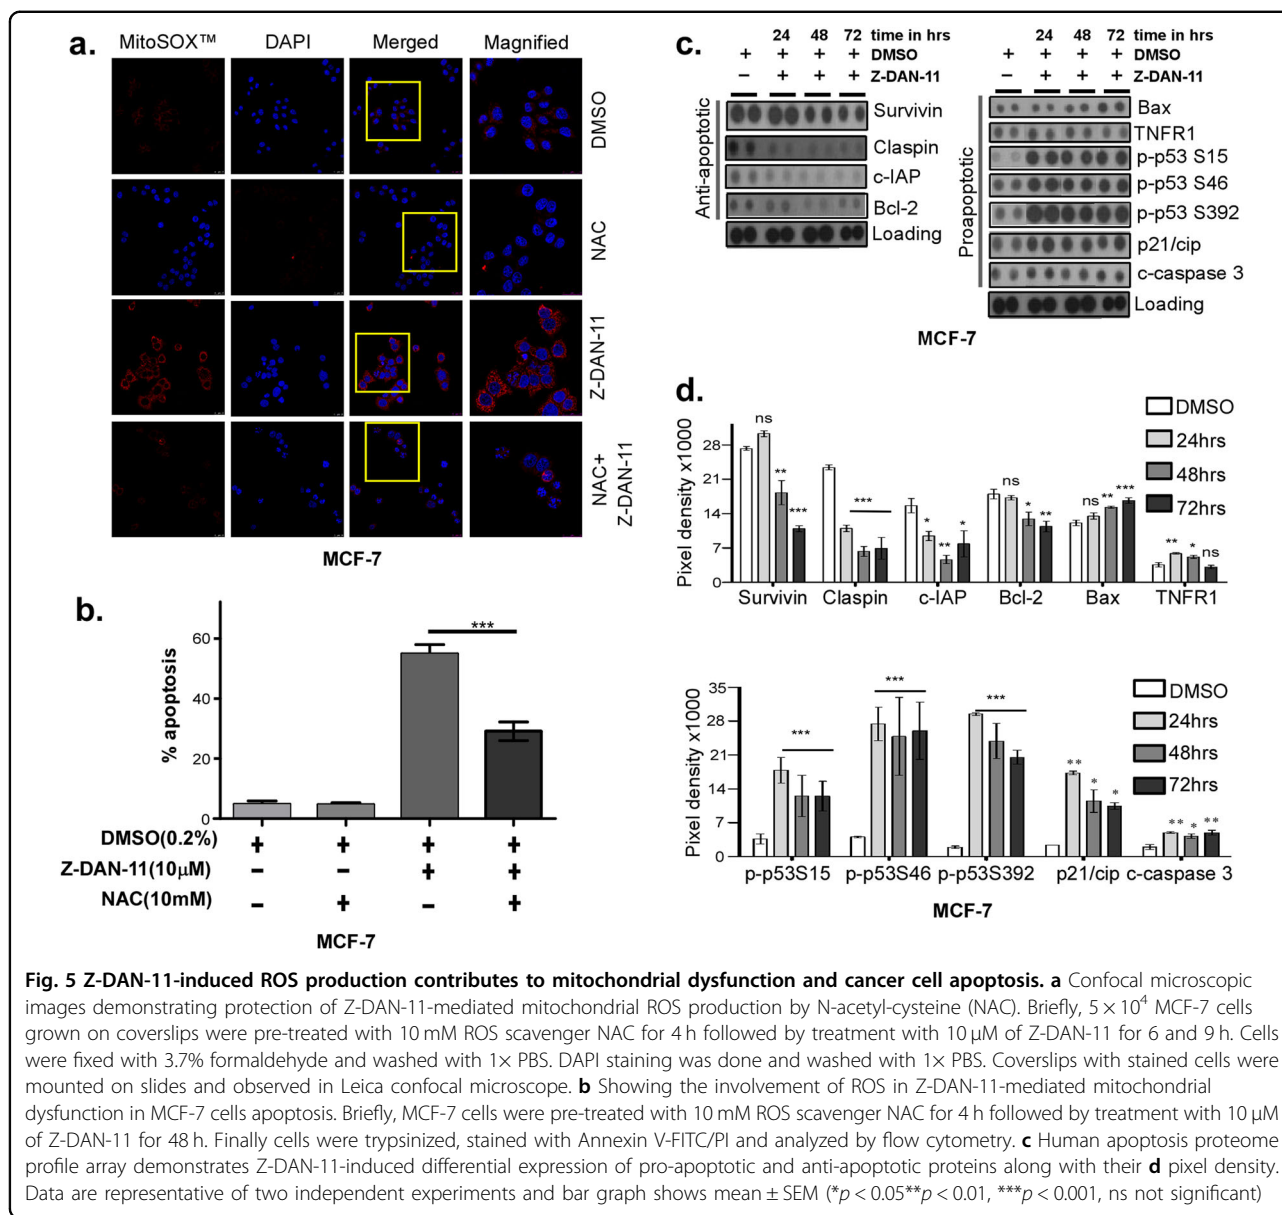 a.
MitoSOX™ DAPI Merged Magnified
DMSO
NAC
Z-DAN-11
NAC+
Z-DAN-11
MCF-7
b.
% apoptosis
60
40
20
0
***
DMSO(0.2%) + + + +
Z-DAN-11(10μM) – – + +
NAC(10mM) – + – +
MCF-7
c.
24 48 72 time in hrs
+ + + + DMSO
– + + + Z-DAN-11
Anti-apoptotic
Survivin
Claspin
c-IAP
Bcl-2
Loading
24 48 72 time in hrs
+ + + + DMSO
– + + + Z-DAN-11
Proapoptotic
Bax
TNFR1
p-p53 S15
p-p53 S46
p-p53 S392
p21/cip
c-caspase 3
Loading
MCF-7
d.
Pixel density x1000
28
21
14
7
0
ns ** *** *** * ** * ns * ** ns ** *** ** * ns
Survivin Claspin c-IAP Bcl-2 Bax TNFR1
DMSO
24hrs
48hrs
72hrs
Pixel density x1000
35
28
21
14
7
0
*** *** *** ** * * ** * **
p-p53S15 p-p53S46 p-p53S392 p21/cip c-caspase 3
DMSO
24hrs
48hrs
72hrs
MCF-7
Fig. 5 Z-DAN-11-induced ROS production contributes to mitochondrial dysfunction and cancer cell apoptosis. a Confocal microscopic
images demonstrating protection of Z-DAN-11-mediated mitochondrial ROS production by N-acetyl-cysteine (NAC). Briefly, 5 × 10⁴ MCF-7 cells
grown on coverslips were pre-treated with 10 mM ROS scavenger NAC for 4 h followed by treatment with 10 μM of Z-DAN-11 for 6 and 9 h. Cells
were fixed with 3.7% formaldehyde and washed with 1× PBS. DAPI staining was done and washed with 1× PBS. Coverslips with stained cells were
mounted on slides and observed in Leica confocal microscope. b Showing the involvement of ROS in Z-DAN-11-mediated mitochondrial
dysfunction in MCF-7 cells apoptosis. Briefly, MCF-7 cells were pre-treated with 10 mM ROS scavenger NAC for 4 h followed by treatment with 10 μM
of Z-DAN-11 for 48 h. Finally cells were trypsinized, stained with Annexin V-FITC/PI and analyzed by flow cytometry. c Human apoptosis proteome
profile array demonstrates Z-DAN-11-induced differential expression of pro-apoptotic and anti-apoptotic proteins along with their d pixel density.
Data are representative of two independent experiments and bar graph shows mean ± SEM (*p < 0.05**p < 0.01, ***p < 0.001, ns not significant)